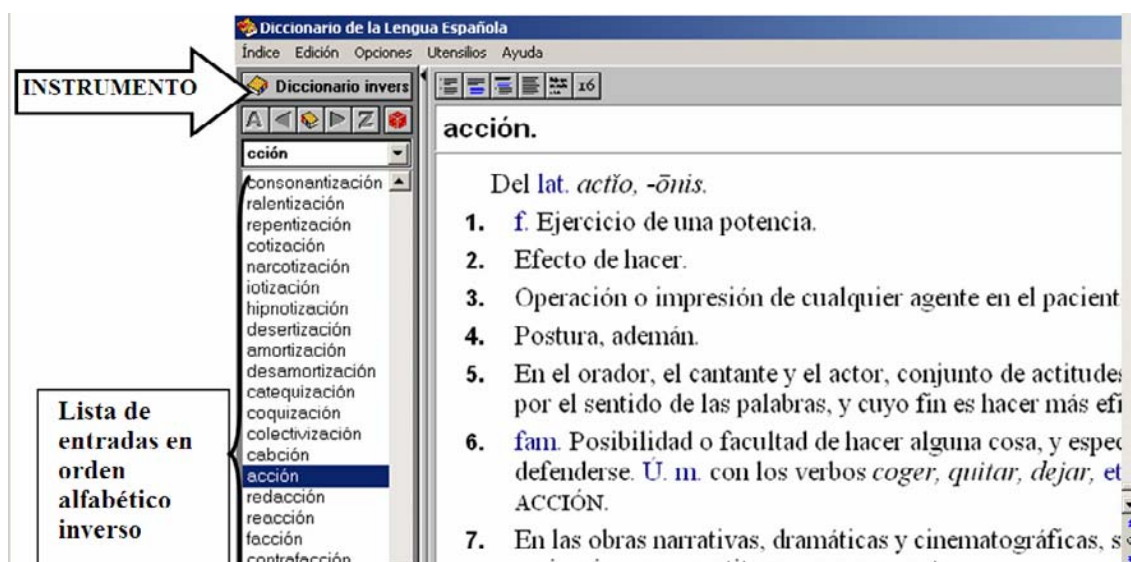 Diccionario de la Lengua Española
Índice Edición Opciones Utensilios Ayuda
INSTRUMENTO
Diccionario invers
16
A
Z
cción
consonantización
ralentización
repentización
cotización
narcotización
iotización
hipnotización
desertización
amortización
desamortización
catequización
coquización
colectivización
cabción
acción
redacción
reacción
facción
contrafacción
Lista de
entradas en
orden
alfabético
inverso
acción.
Del lat. actĭo, -ōnis.
1. f. Ejercicio de una potencia.
2. Efecto de hacer.
3. Operación o impresión de cualquier agente en el pacient
4. Postura, ademán.
5. En el orador, el cantante y el actor, conjunto de actitudes
por el sentido de las palabras, y cuyo fin es hacer más efi
6. fam. Posibilidad o facultad de hacer alguna cosa, y espec
defenderse. Ú. m. con los verbos coger, quitar, dejar, et
ACCIÓN.
7. En las obras narrativas, dramáticas y cinematográficas, s